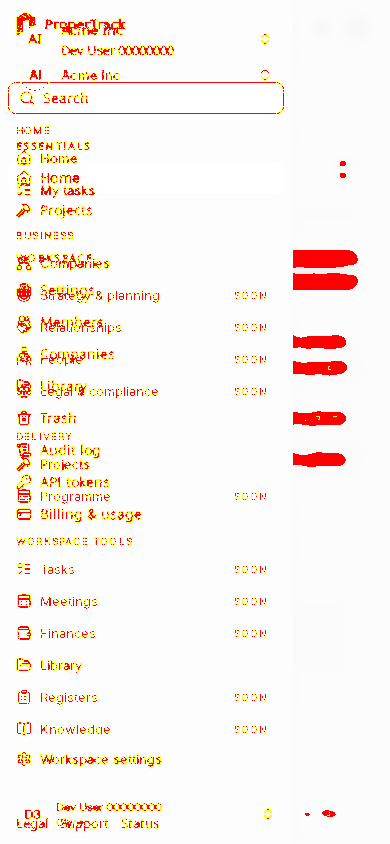 ProperTrack
AI Acme Inc
Dev User 00000000
AI Acme Inc
Search
HOME
ESSENTIALS
Home
Home
My tasks
Projects
BUSINESS
WORKSPACE
Companies
Settings
Strategy & planning SOON
Members
Relationships SOON
Companies
People SOON
Library
Legal & compliance SOON
Trash
DELIVERY
Audit log
Projects
API tokens
Programme SOON
Billing & usage
WORKSPACE TOOLS
Tasks SOON
Meetings SOON
Finances SOON
Library
Registers SOON
Knowledge SOON
Workspace settings
D3 Dev User 00000000
Legal Support Status